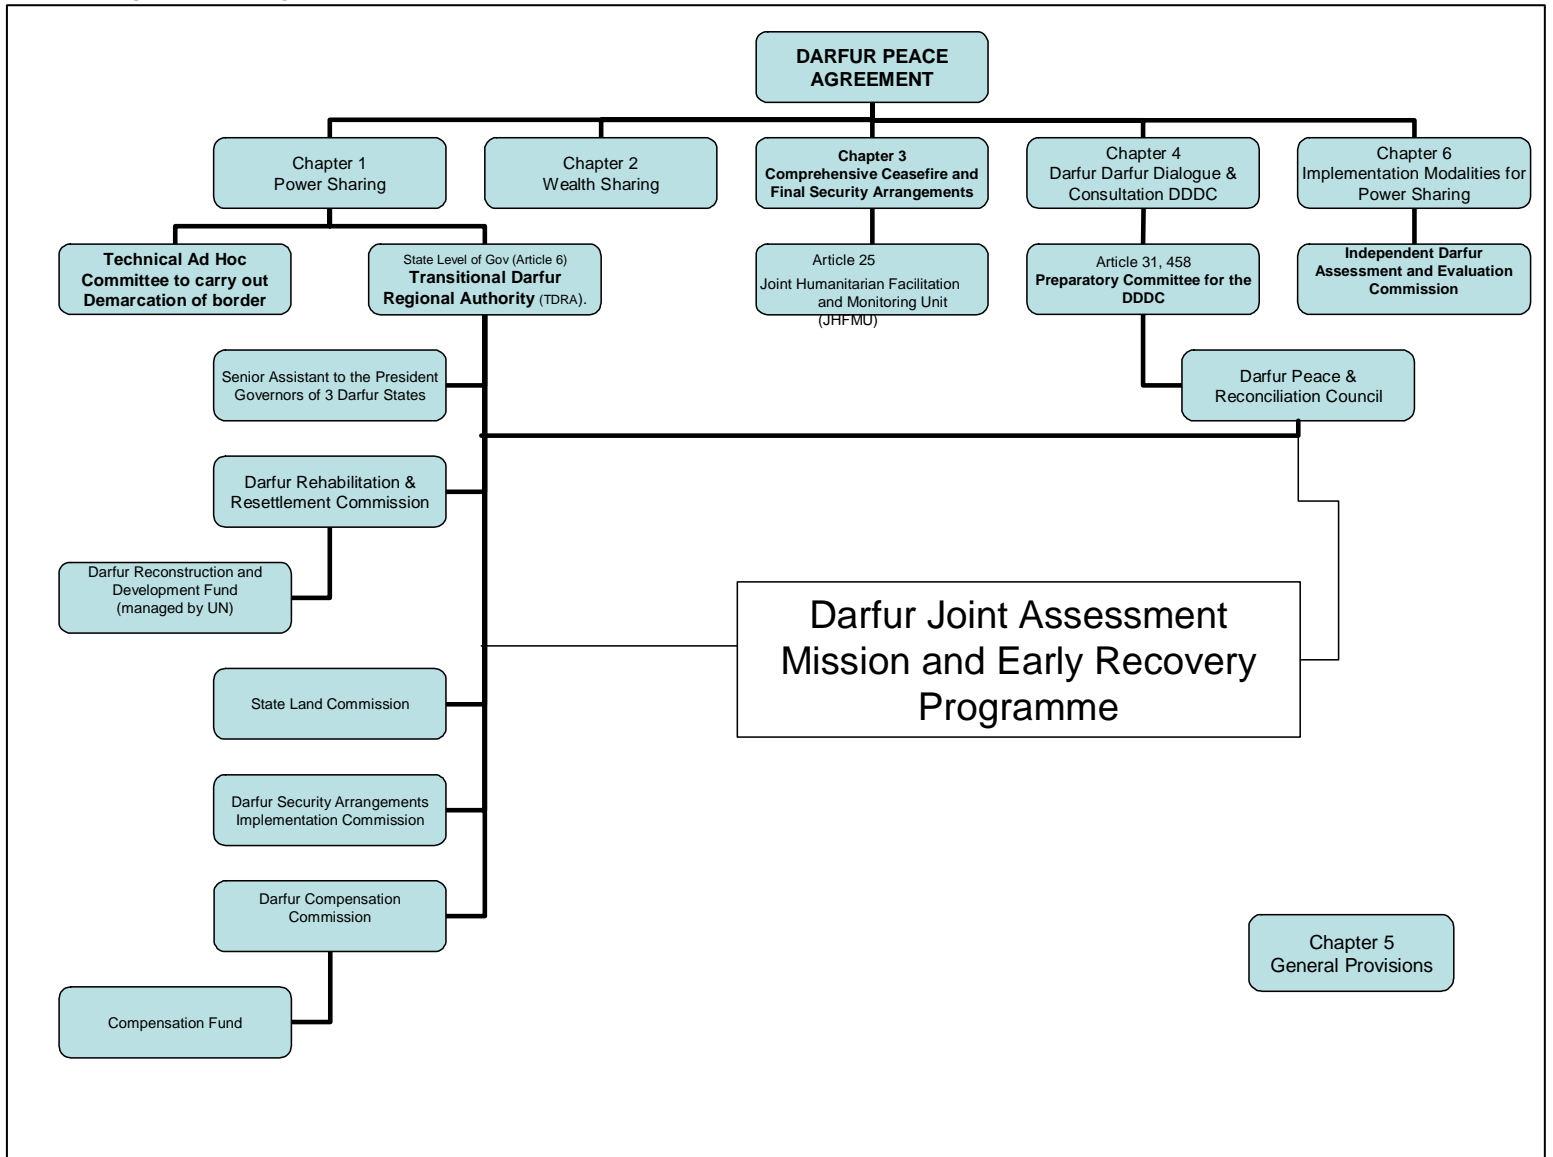 DARFUR PEACE
AGREEMENT
Chapter 1
Power Sharing
Chapter 2
Wealth Sharing
Chapter 3
Comprehensive Ceasefire and
Final Security Arrangements
Chapter 4
Darfur Darfur Dialogue &
Consultation DDDC
Chapter 6
Implementation Modalities for
Power Sharing
Technical Ad Hoc
Committee to carry out
Demarcation of border
State Level of Gov (Article 6)
Transitional Darfur
Regional Authority (TDRA).
Article 25
Joint Humanitarian Facilitation
and Monitoring Unit
(JHFMU)
Article 31, 458
Preparatory Committee for the
DDDC
Independent Darfur
Assessment and Evaluation
Commission
Senior Assistant to the President
Governors of 3 Darfur States
Darfur Peace &
Reconciliation Council
Darfur Rehabilitation &
Resettlement Commission
Darfur Reconstruction and
Development Fund
(managed by UN)
Darfur Joint Assessment
Mission and Early Recovery
Programme
State Land Commission
Darfur Security Arrangements
Implementation Commission
Darfur Compensation
Commission
Chapter 5
General Provisions
Compensation Fund